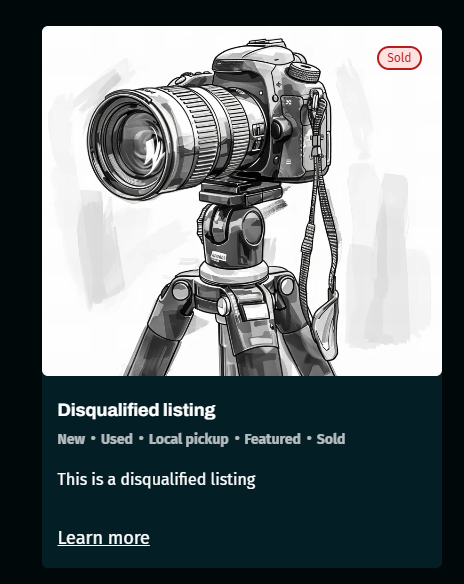 Sold
Disqualified listing
New • Used • Local pickup • Featured • Sold
This is a disqualified listing
Learn more